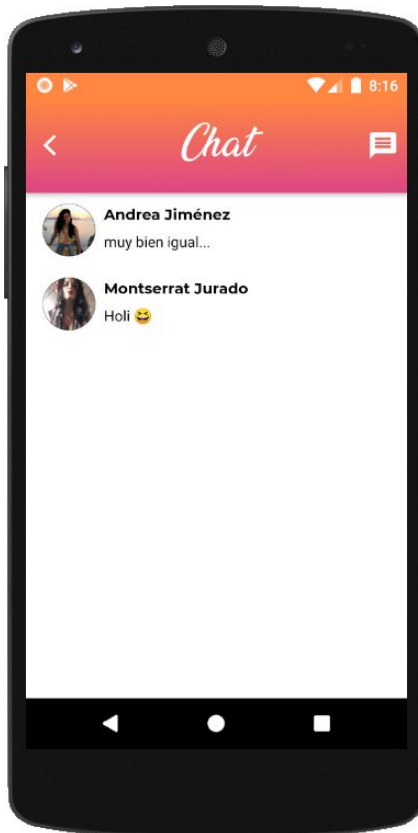 8:16
Chat
Andrea Jiménez
muy bien igual...
Montserrat Jurado
Holi 😆